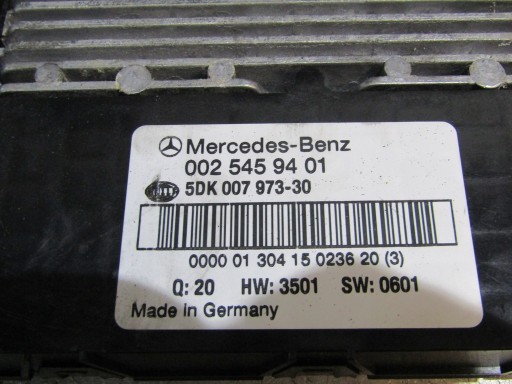 Mercedes-Benz
002 545 94 01
5DK 007 973-30
0000 01 304 15 0236 20 (3)
Q: 20 HW: 3501 SW: 0601
Made in Germany